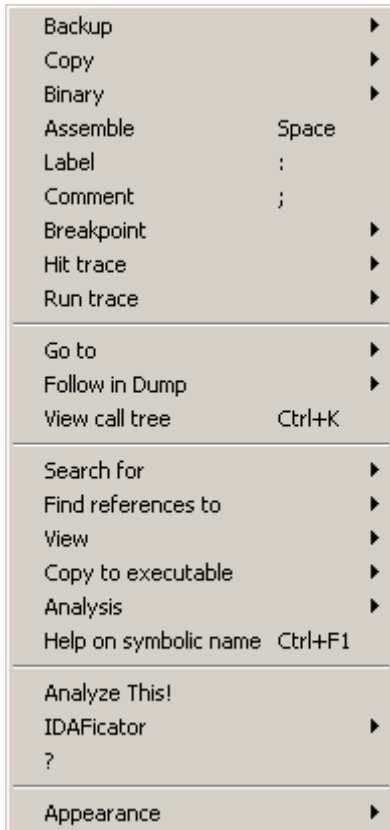 Backup
Copy
Binary
Assemble Space
Label :
Comment ;
Breakpoint
Hit trace
Run trace
Go to
Follow in Dump
View call tree Ctrl+K
Search for
Find references to
View
Copy to executable
Analysis
Help on symbolic name Ctrl+F1
Analyze This!
IDAFicator
?
Appearance